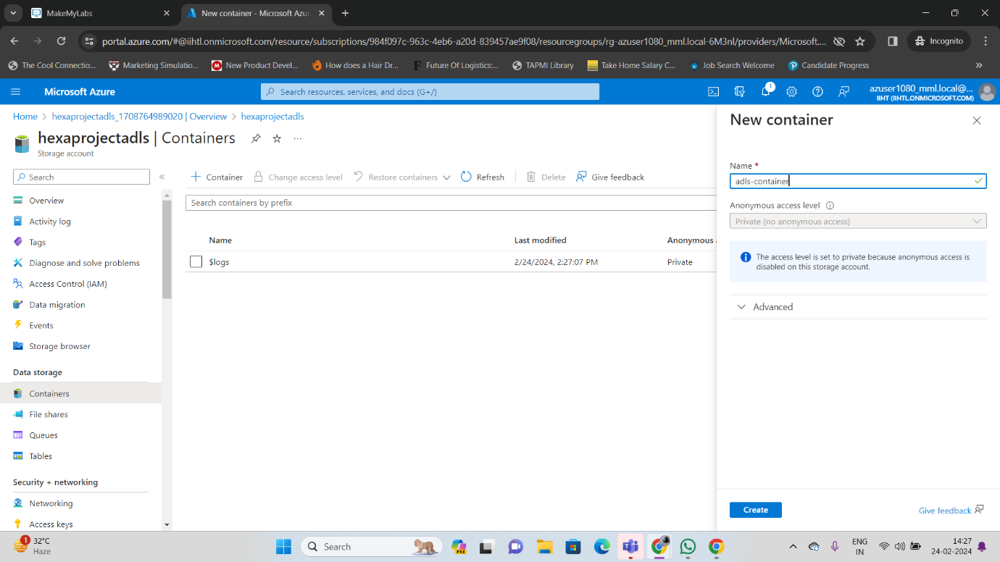 MakeMyLabs
New container - Microsoft Azur
portal.azure.com/#@iihtl.onmicrosoft.com/resource/subscriptions/984f097c-963c-4eb6-a20d-839457ae9f08/resourcegroups/rg-azuser1080_mml.local-6M3nl/providers/Microsoft....
Incognito
The Cool Connectio...
Marketing Simulatio...
New Product Devel...
How does a Hair Dr...
Future Of Logistics:...
TAPMI Library
Take Home Salary C...
Job Search Welcome
Candidate Progress
Microsoft Azure
Search resources, services, and docs (G+/)
1
azuser1080_mml.local@...
IIHT (IIHTL.ONMICROSOFT.COM)
Home > hexaprojectadls_1708764989020 | Overview > hexaprojectadls
hexaprojectadls | Containers
Storage account
Search
Overview
Activity log
Tags
Diagnose and solve problems
Access Control (IAM)
Data migration
Events
Storage browser
Data storage
Containers
File shares
Queues
Tables
Security + networking
Networking
Access keys
Container
Change access level
Restore containers
Refresh
Delete
Give feedback
Search containers by prefix
Name Last modified Anonymous a
$logs 2/24/2024, 2:27:07 PM Private
New container
Name *
adls-container
Anonymous access level
Private (no anonymous access)
The access level is set to private because anonymous access is
disabled on this storage account.
Advanced
Create
Give feedback
1
32°C
Haze
Search
PRE
ENG
IN
14:27
24-02-2024